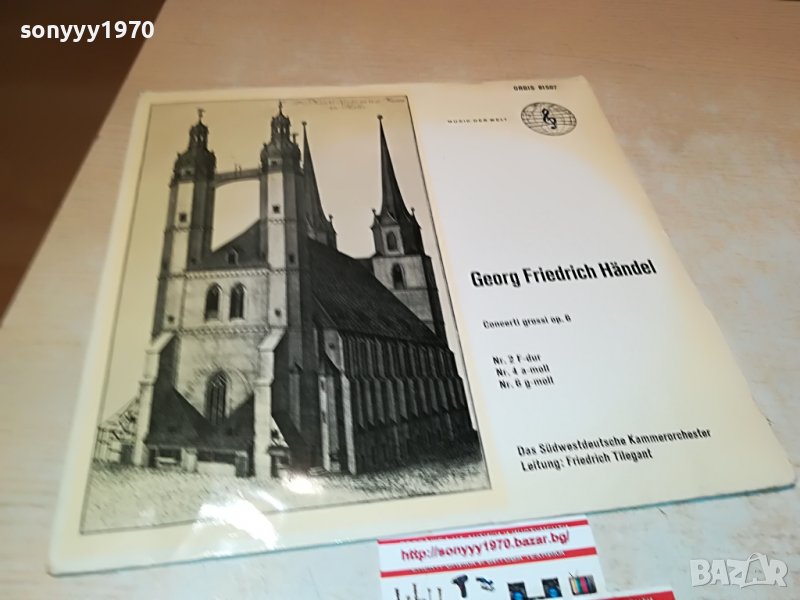 sonyyy1970
ORBIS 61507
MUSIK DER WELT
Georg Friedrich Händel
Concerti grossi op. 6
Nr. 2 F-dur
Nr. 4 a-moll
Nr. 6 g-moll
Das Südwestdeutsche Kammerorchester
Leitung: Friedrich Tilegant
http://sonyyy1970.bazar.bg/
BAZAR